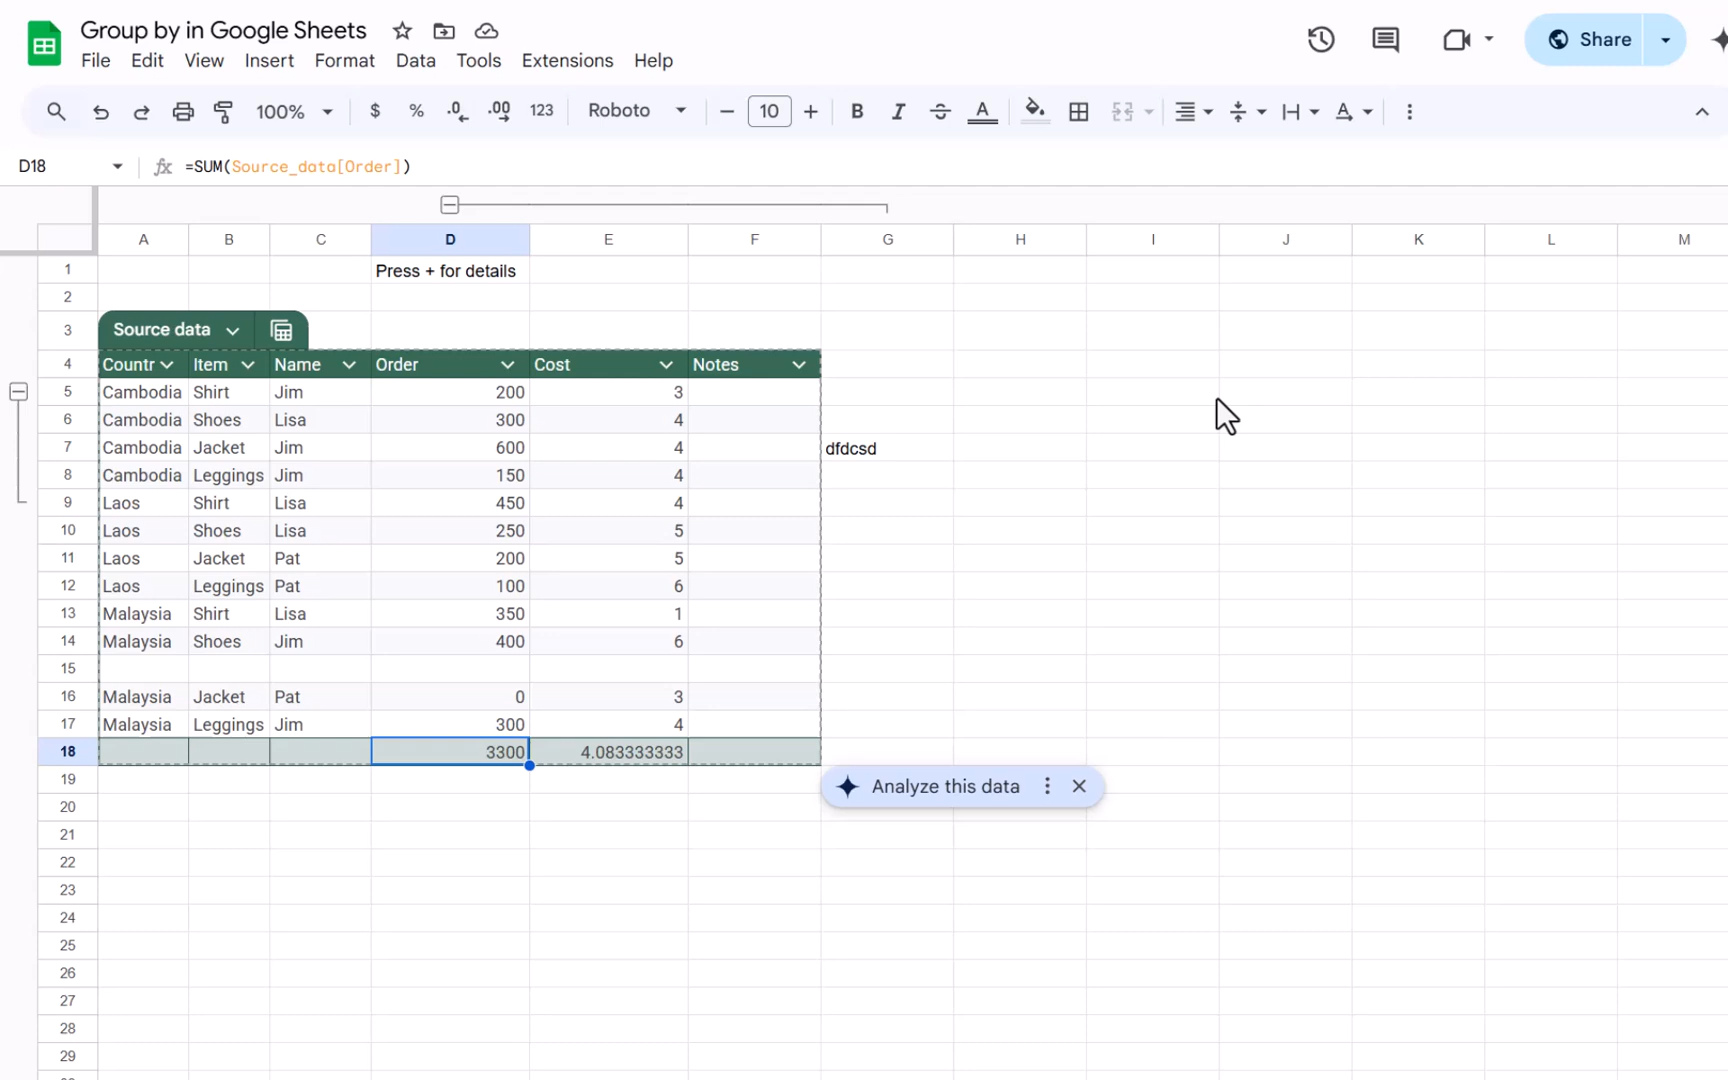 Group by in Google Sheets
File Edit View Insert Format Data Tools Extensions Help
Share
100% $ % .0 .00 123 Roboto 10 B I A A
D18 fx =SUM(Source_data[Order])
A B C D E F G H I J K L M
1 Press + for details
2
3 Source data
4 Countr Item Name Order Cost Notes
5 Cambodia Shirt Jim 200 3
6 Cambodia Shoes Lisa 300 4
7 Cambodia Jacket Jim 600 4 dfdcsd
8 Cambodia Leggings Jim 150 4
9 Laos Shirt Lisa 450 4
10 Laos Shoes Lisa 250 5
11 Laos Jacket Pat 200 5
12 Laos Leggings Pat 100 6
13 Malaysia Shirt Lisa 350 1
14 Malaysia Shoes Jim 400 6
15
16 Malaysia Jacket Pat 0 3
17 Malaysia Leggings Jim 300 4
18 3300 4.083333333
19 Analyze this data
20
21
22
23
24
25
26
27
28
29